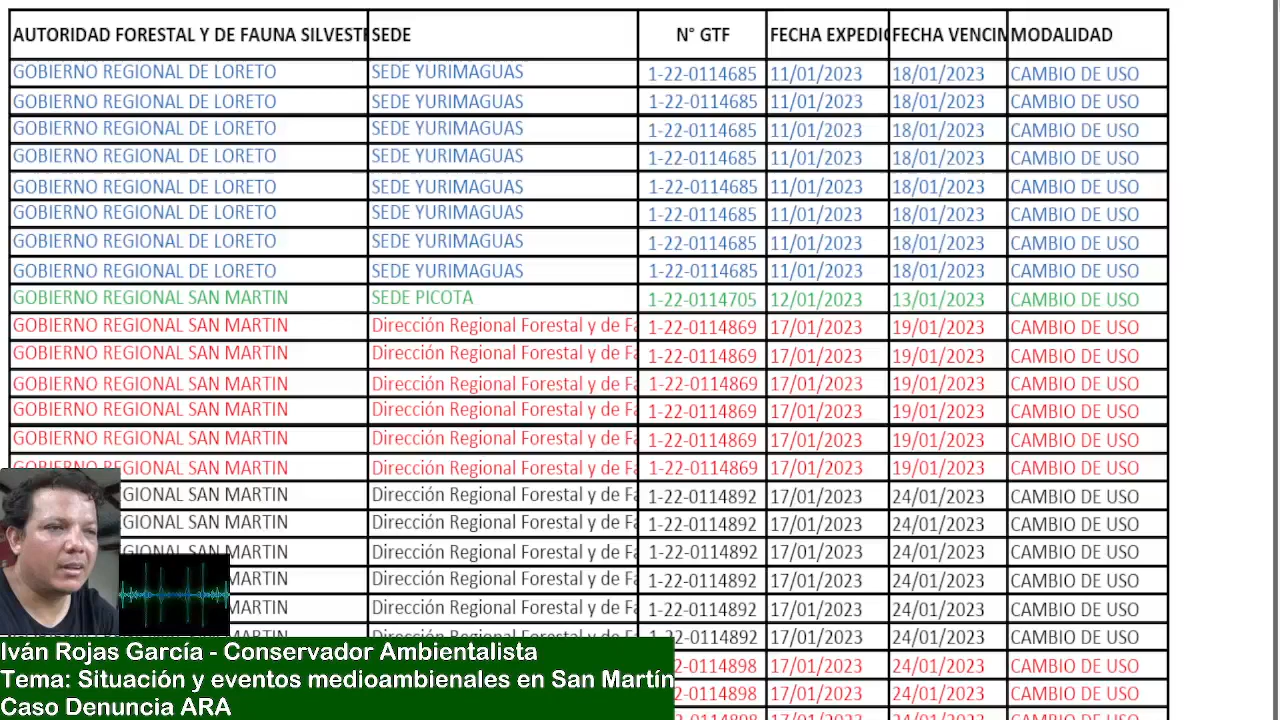 AUTORIDAD FORESTAL Y DE FAUNA SILVEST SEDE N° GTF FECHA EXPEDI FECHA VENCI MODALIDAD
GOBIERNO REGIONAL DE LORETO SEDE YURIMAGUAS 1-22-0114685 11/01/2023 18/01/2023 CAMBIO DE USO
GOBIERNO REGIONAL DE LORETO SEDE YURIMAGUAS 1-22-0114685 11/01/2023 18/01/2023 CAMBIO DE USO
GOBIERNO REGIONAL DE LORETO SEDE YURIMAGUAS 1-22-0114685 11/01/2023 18/01/2023 CAMBIO DE USO
GOBIERNO REGIONAL DE LORETO SEDE YURIMAGUAS 1-22-0114685 11/01/2023 18/01/2023 CAMBIO DE USO
GOBIERNO REGIONAL DE LORETO SEDE YURIMAGUAS 1-22-0114685 11/01/2023 18/01/2023 CAMBIO DE USO
GOBIERNO REGIONAL DE LORETO SEDE YURIMAGUAS 1-22-0114685 11/01/2023 18/01/2023 CAMBIO DE USO
GOBIERNO REGIONAL DE LORETO SEDE YURIMAGUAS 1-22-0114685 11/01/2023 18/01/2023 CAMBIO DE USO
GOBIERNO REGIONAL DE LORETO SEDE YURIMAGUAS 1-22-0114685 11/01/2023 18/01/2023 CAMBIO DE USO
GOBIERNO REGIONAL SAN MARTIN SEDE PICOTA 1-22-0114705 12/01/2023 13/01/2023 CAMBIO DE USO
GOBIERNO REGIONAL SAN MARTIN Dirección Regional Forestal y de Fa 1-22-0114869 17/01/2023 19/01/2023 CAMBIO DE USO
GOBIERNO REGIONAL SAN MARTIN Dirección Regional Forestal y de Fa 1-22-0114869 17/01/2023 19/01/2023 CAMBIO DE USO
GOBIERNO REGIONAL SAN MARTIN Dirección Regional Forestal y de Fa 1-22-0114869 17/01/2023 19/01/2023 CAMBIO DE USO
GOBIERNO REGIONAL SAN MARTIN Dirección Regional Forestal y de Fa 1-22-0114869 17/01/2023 19/01/2023 CAMBIO DE USO
GOBIERNO REGIONAL SAN MARTIN Dirección Regional Forestal y de Fa 1-22-0114869 17/01/2023 19/01/2023 CAMBIO DE USO
GOBIERNO REGIONAL SAN MARTIN Dirección Regional Forestal y de Fa 1-22-0114869 17/01/2023 19/01/2023 CAMBIO DE USO
GIONAL SAN MARTIN Dirección Regional Forestal y de Fa 1-22-0114892 17/01/2023 24/01/2023 CAMBIO DE USO
GIONAL SAN MARTIN Dirección Regional Forestal y de Fa 1-22-0114892 17/01/2023 24/01/2023 CAMBIO DE USO
GIONAL SAN MARTIN Dirección Regional Forestal y de Fa 1-22-0114892 17/01/2023 24/01/2023 CAMBIO DE USO
MARTIN Dirección Regional Forestal y de Fa 1-22-0114892 17/01/2023 24/01/2023 CAMBIO DE USO
MARTIN Dirección Regional Forestal y de Fa 1-22-0114892 17/01/2023 24/01/2023 CAMBIO DE USO
Dirección Regional Forestal y de Fa 2-0114892 17/01/2023 24/01/2023 CAMBIO DE USO
2-0114898 17/01/2023 24/01/2023 CAMBIO DE USO
2-0114898 17/01/2023 24/01/2023 CAMBIO DE USO
2-0114898 17/01/2023 24/01/2023 CAMBIO DE USO
Iván Rojas García - Conservador Ambientalista
Tema: Situación y eventos medioambienales en San Martín
Caso Denuncia ARA